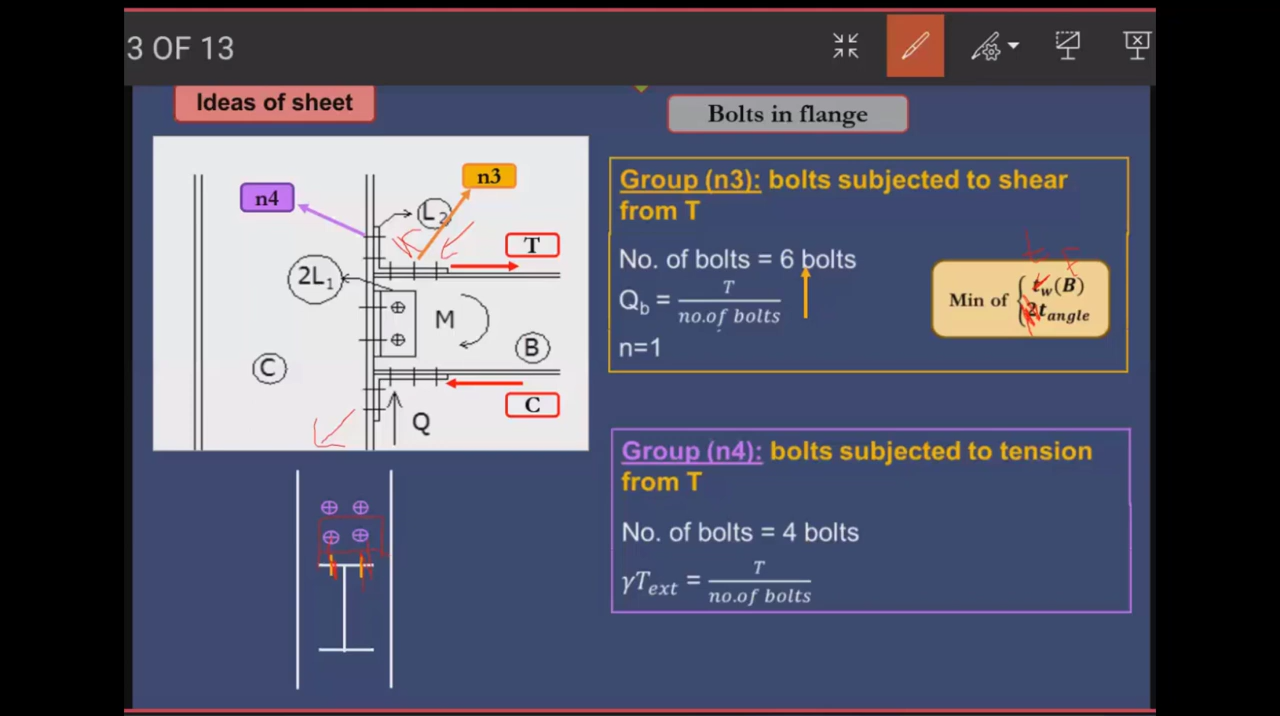 3 OF 13
Ideas of sheet
Bolts in flange
n4
n3
L2
T
2L1
M
B
C
C
Q
Group (n3): bolts subjected to shear
from T
No. of bolts = 6 bolts
Qb = T / no.of bolts
n=1
Min of { tw(B)
2tangle
Group (n4): bolts subjected to tension
from T
No. of bolts = 4 bolts
γText = T / no.of bolts